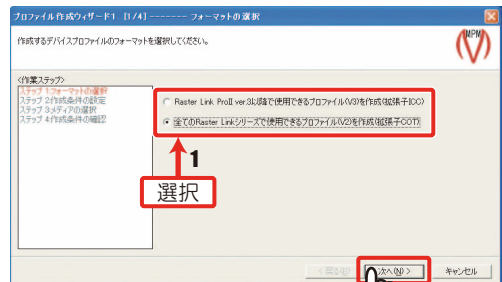 プロファイル作成ウィザード1 [1/4] ------- フォーマットの選択
作成するデバイスプロファイルのフォーマットを選択してください。
(MPM)
<作業ステップ>
ステップ 1:フォーマットの選択
ステップ 2:作成条件の設定
ステップ 3:メディアの選択
ステップ 4:作成条件の確認
Raster Link ProII ver.3以降で使用できるプロファイル(V3)を作成(拡張子ICC)
全てのRaster Linkシリーズで使用できるプロファイル(V2)を作成(拡張子COT)
1
選択
次へ(N) >
キャンセル